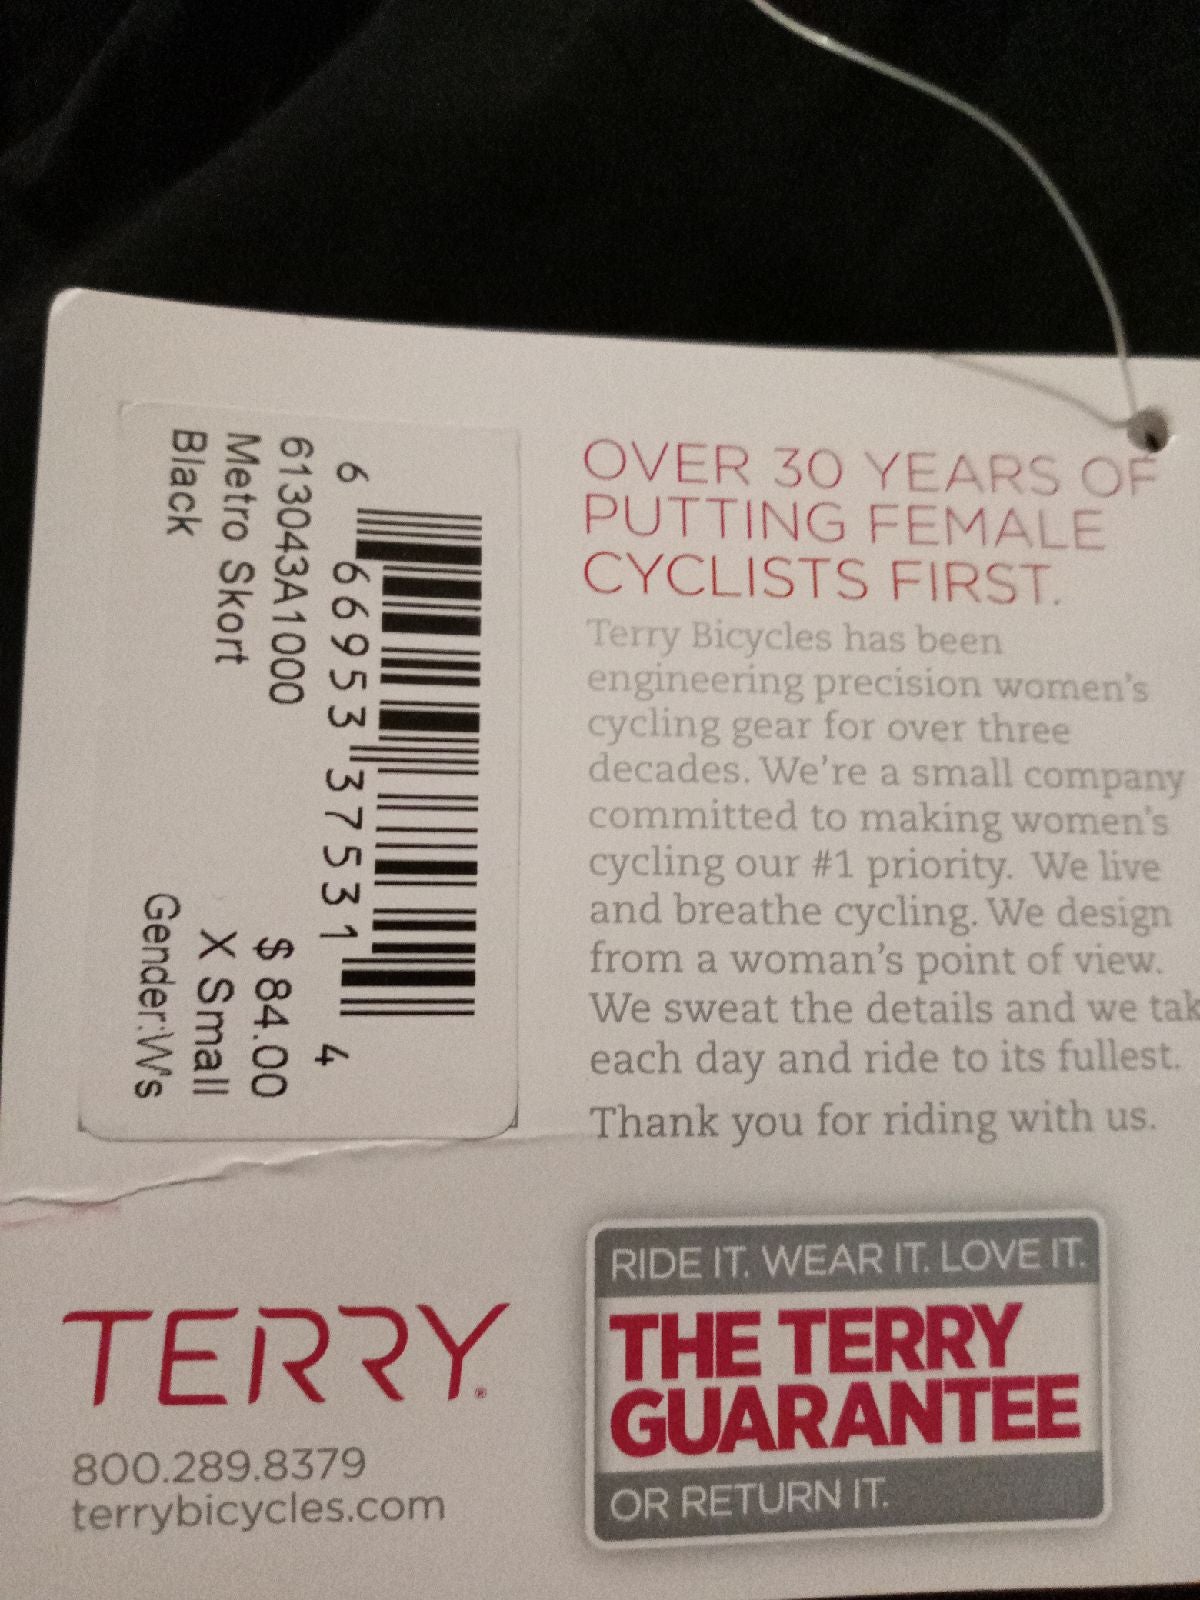 6 66953 37531 4
613043A1000 $ 84.00
Metro Skort X Small
Black Gender:W's
OVER 30 YEARS OF
PUTTING FEMALE
CYCLISTS FIRST.
Terry Bicycles has been
engineering precision women's
cycling gear for over three
decades. We're a small company
committed to making women's
cycling our #1 priority. We live
and breathe cycling. We design
from a woman's point of view.
We sweat the details and we tak
each day and ride to its fullest.
Thank you for riding with us.
TERRY®
800.289.8379
terrybicycles.com
RIDE IT. WEAR IT. LOVE IT.
THE TERRY
GUARANTEE
OR RETURN IT.